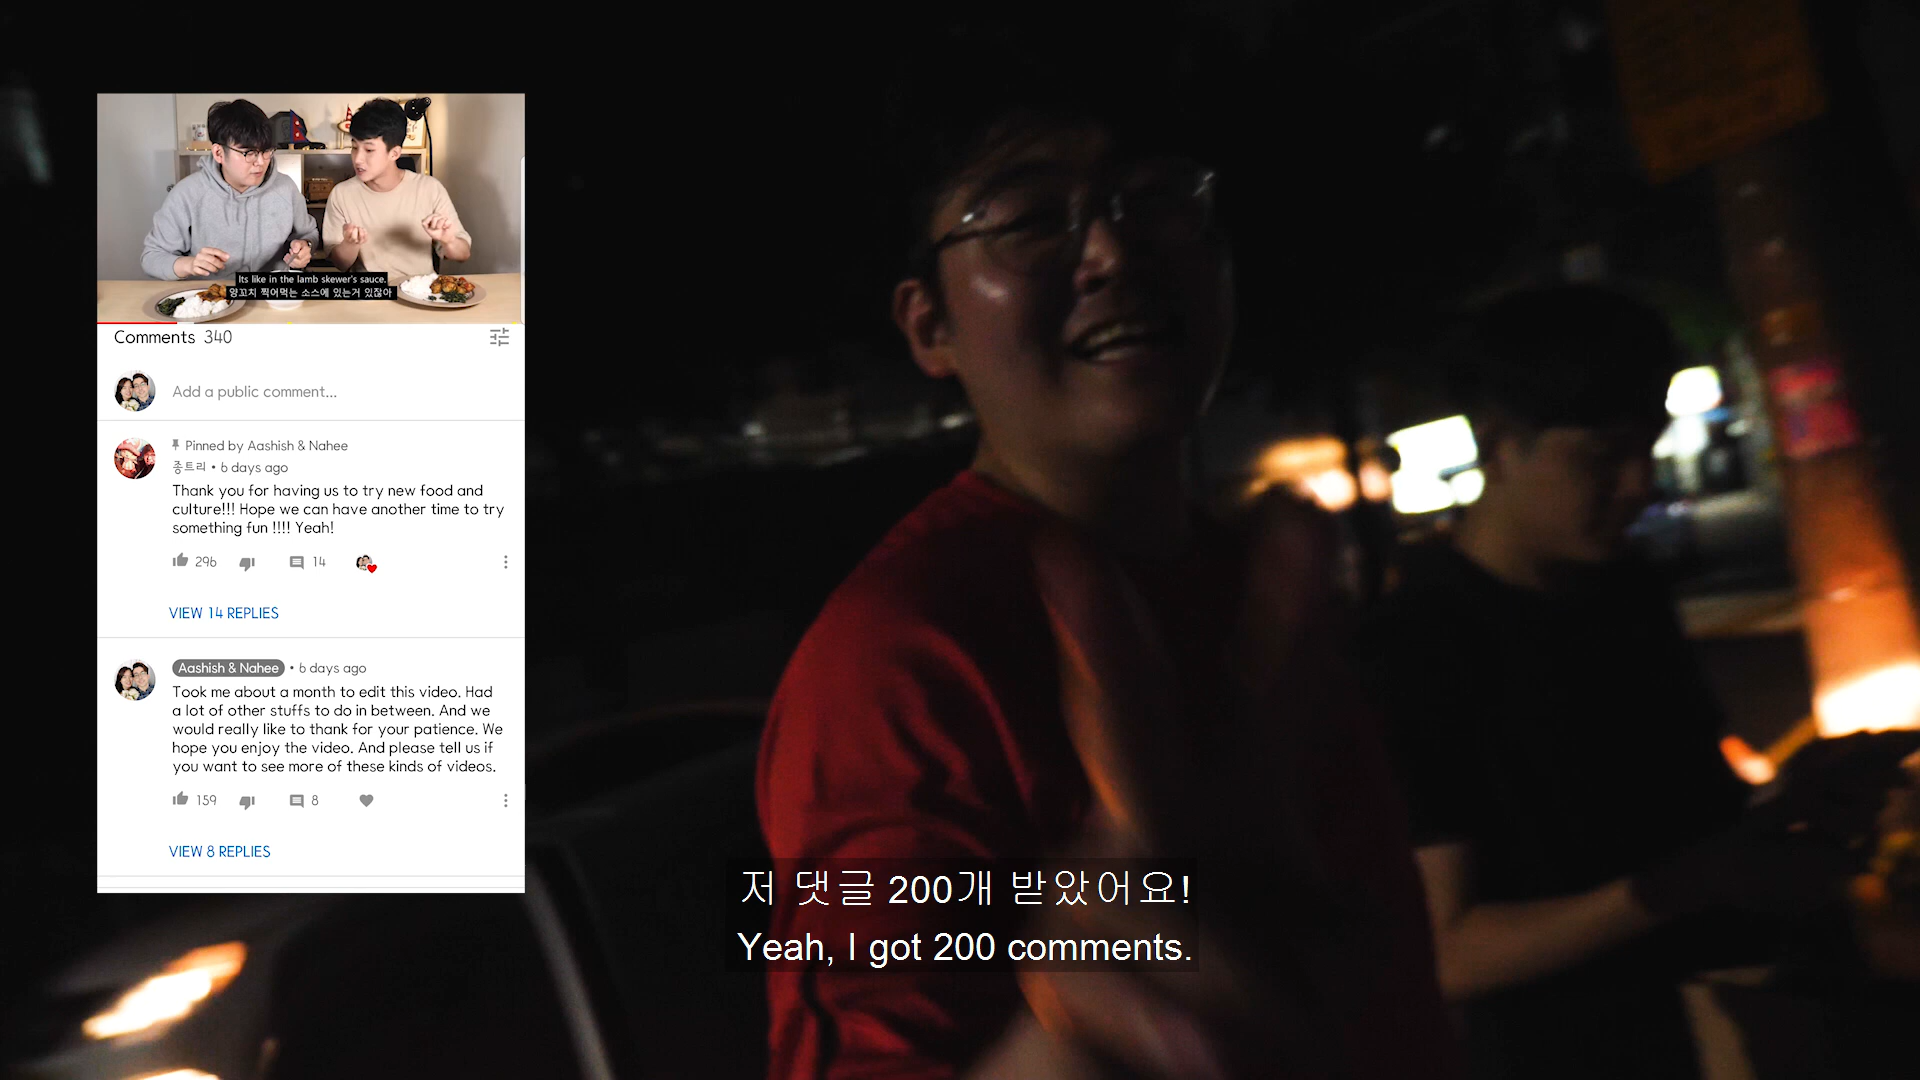 Its like in the lamb skewer's sauce.
양꼬치 찍어먹는 소스에 있는거 있잖아
Comments 340
Add a public comment...
Pinned by Aashish & Nahee
종트리 • 6 days ago
Thank you for having us to try new food and
culture!!! Hope we can have another time to try
something fun !!!! Yeah!
296
14
VIEW 14 REPLIES
Aashish & Nahee • 6 days ago
Took me about a month to edit this video. Had
a lot of other stuffs to do in between. And we
would really like to thank for your patience. We
hope you enjoy the video. And please tell us if
you want to see more of these kinds of videos.
159
8
VIEW 8 REPLIES
저 댓글 200개 받았어요!
Yeah, I got 200 comments.